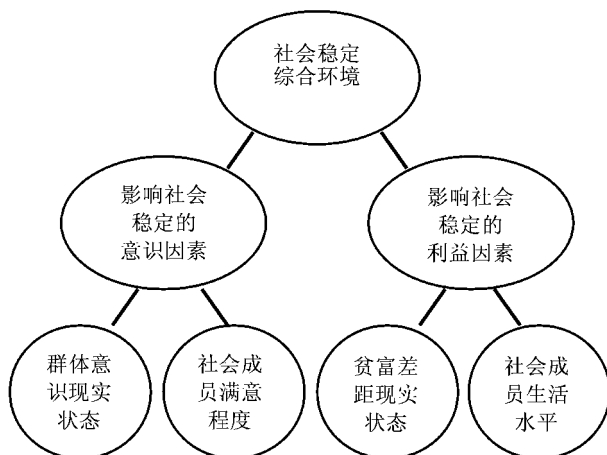 社会稳定
综合环境
影响社会
稳定的
意识因素
影响社会
稳定的
利益因素
群体意
识现实
状态
社会成
员满意
程度
贫富差
距现实
状态
社会成
员生活
水平